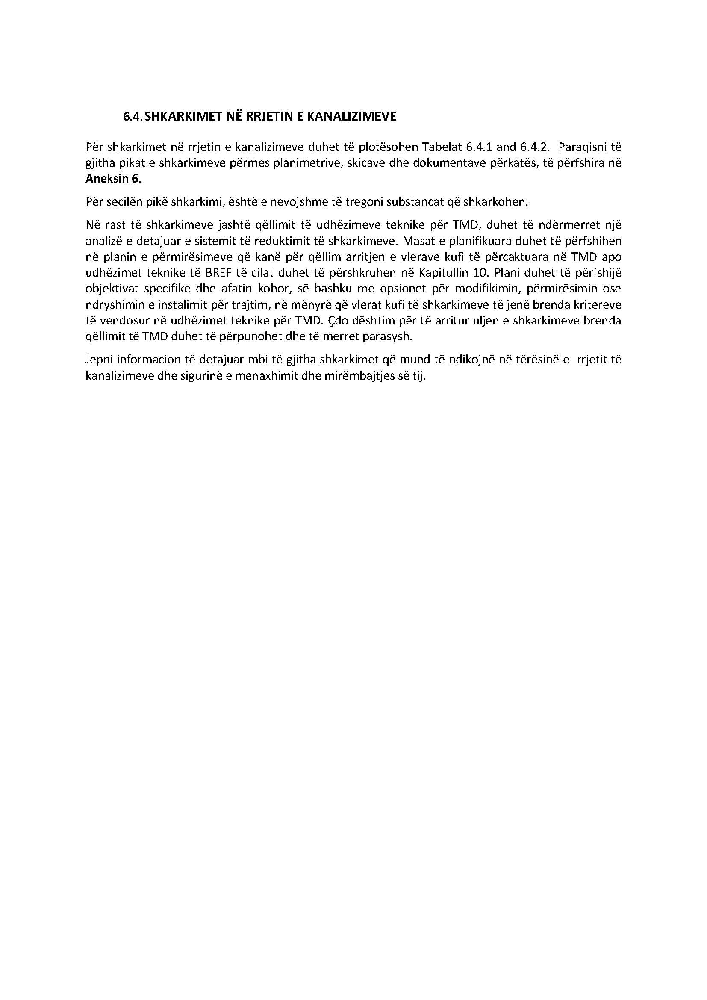 6.4. SHKARKIMET NË RRJETIN E KANALIZIMEVE
Për shkarkimet në rrjetin e kanalizimeve duhet të plotësohen Tabelat 6.4.1 and 6.4.2. Paraqisni të
gjitha pikat e shkarkimeve përmes planimetrive, skicave dhe dokumentave përkatës, të përfshira në
Aneksin 6.
Për secilën pikë shkarkimi, është e nevojshme të tregoni substancat që shkarkohen.
Në rast të shkarkimeve jashtë qëllimit të udhëzimeve teknike për TMD, duhet të ndërmerret një
analizë e detajuar e sistemit të reduktimit të shkarkimeve. Masat e planifikuara duhet të përfshihen
në planin e përmirësimeve që kanë për qëllim arritjen e vlerave kufi të përcaktuara në TMD apo
udhëzimet teknike të BREF të cilat duhet të përshkruhen në Kapitullin 10. Plani duhet të përfshijë
objektivat specifike dhe afatin kohor, së bashku me opsionet për modifikimin, përmirësimin ose
ndryshimin e instalimit për trajtim, në mënyrë që vlerat kufi të shkarkimeve të jenë brenda kritereve
të vendosur në udhëzimet teknike për TMD. Çdo dështim për të arritur uljen e shkarkimeve brenda
qëllimit të TMD duhet të përpunohet dhe të merret parasysh.
Jepni informacion të detajuar mbi të gjitha shkarkimet që mund të ndikojnë në tërësinë e rrjetit të
kanalizimeve dhe sigurinë e menaxhimit dhe mirëmbajtjes së tij.